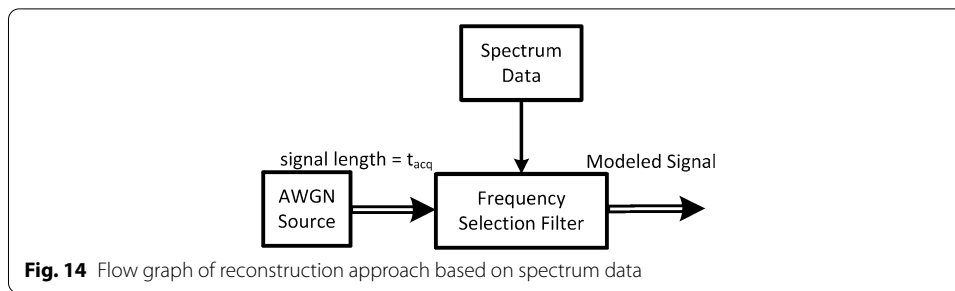 Spectrum
Data
signal length = tacq
Modeled Signal
AWGN
Source
Frequency
Selection Filter
Fig. 14 Flow graph of reconstruction approach based on spectrum data